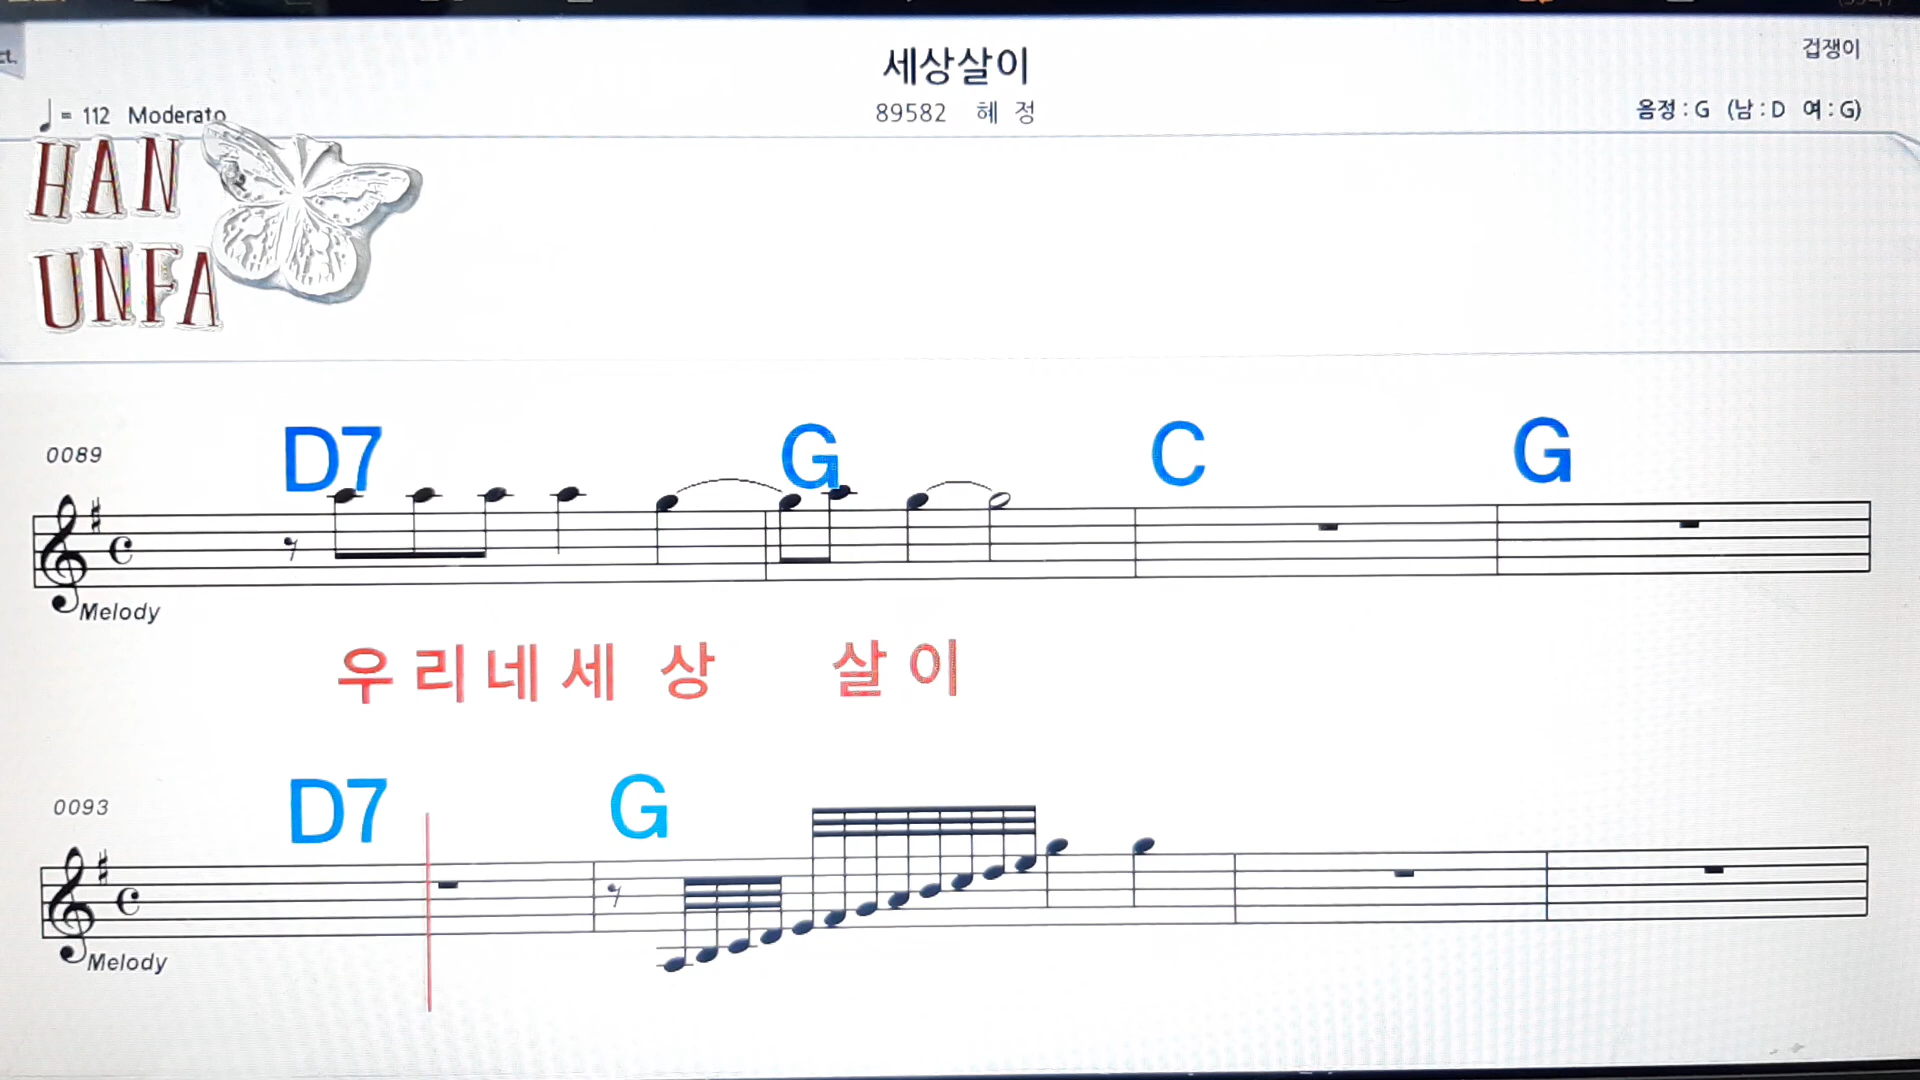 ct.
세상살이
겁쟁이
= 112 Moderato
89582 혜 정
음정 : G (남 : D 여 : G)
HAN
UNFA
0089
D7 G C G
Melody
우 리 네 세 상 살 이
0093
D7 G
Melody